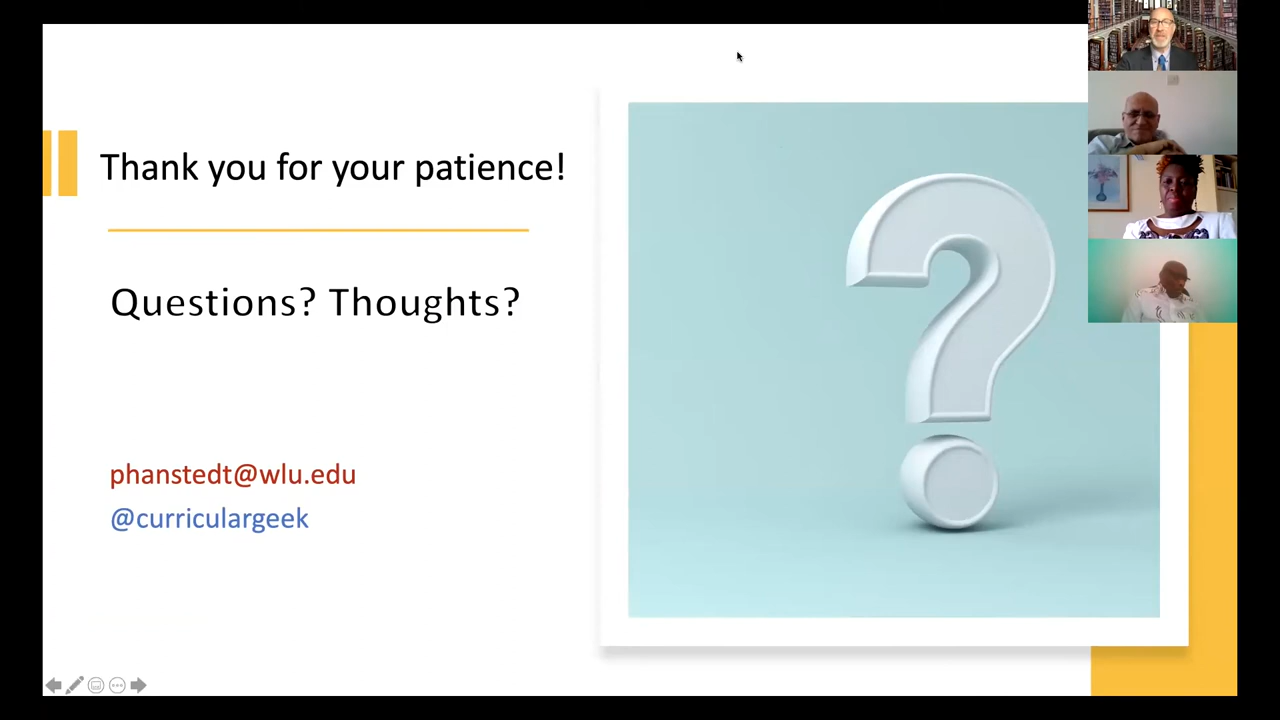 Thank you for your patience!
Questions? Thoughts?
phanstedt@wlu.edu
@curriculargeek